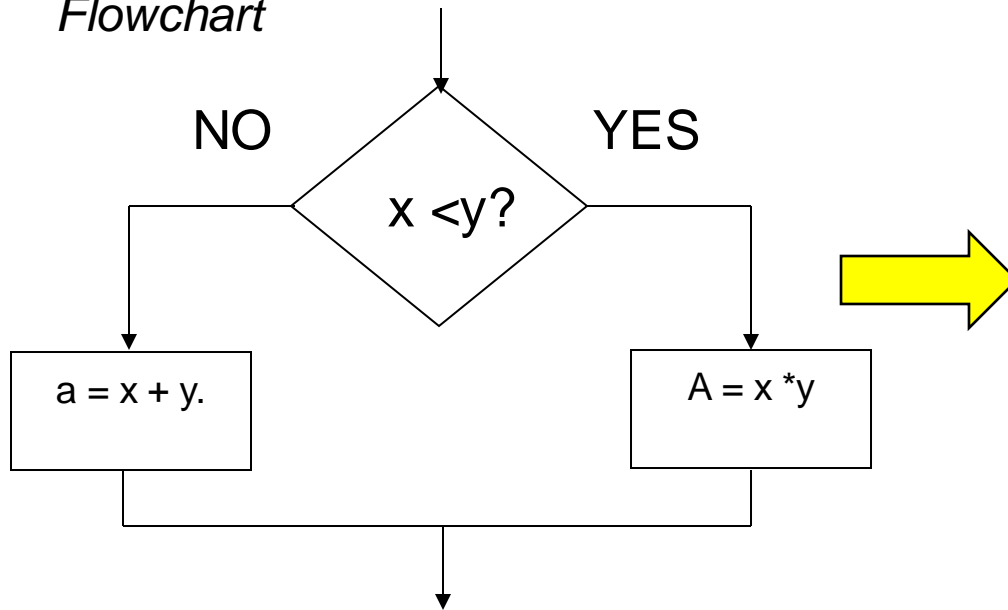 Flowchart
NO
YES
x <y?
a = x + y.
A = x *y